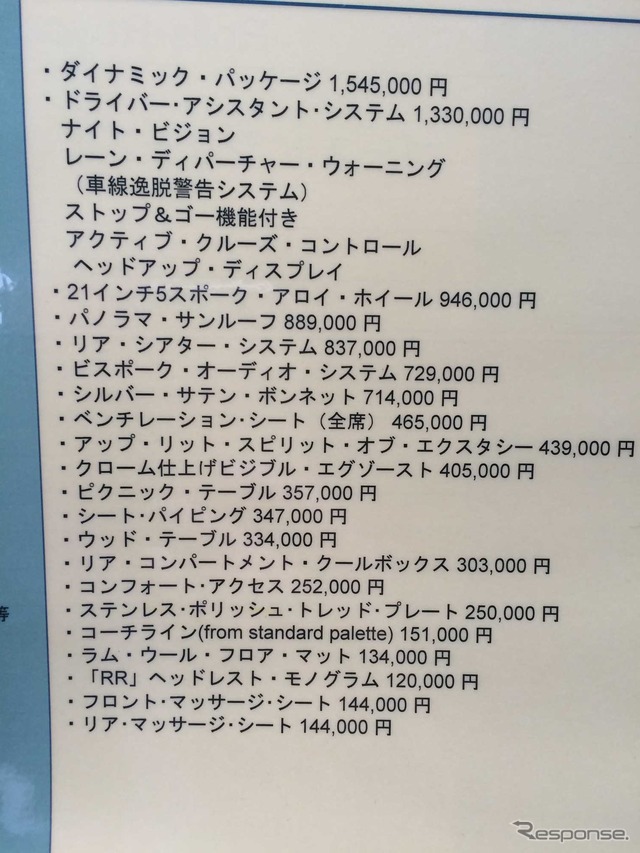 ・ダイナミック・パッケージ 1,545,000 円
・ドライバー・アシスタント・システム 1,330,000 円
ナイト・ビジョン
レーン・ディパーチャー・ウォーニング
（車線逸脱警告システム）
ストップ＆ゴー機能付き
アクティブ・クルーズ・コントロール
ヘッドアップ・ディスプレイ
・21インチ5スポーク・アロイ・ホイール 946,000 円
・パノラマ・サンルーフ 889,000 円
・リア・シアター・システム 837,000 円
・ビスポーク・オーディオ・システム 729,000 円
・シルバー・サテン・ボンネット 714,000 円
・ベンチレーション・シート（全席） 465,000 円
・アップ・リット・スピリット・オブ・エクスタシー 439,000 円
・クローム仕上げビジブル・エグゾースト 405,000 円
・ピクニック・テーブル 357,000 円
・シート・パイピング 347,000 円
・ウッド・テーブル 334,000 円
・リア・コンパートメント・クールボックス 303,000 円
・コンフォート・アクセス 252,000 円
・ステンレス・ポリッシュ・トレッド・プレート 250,000 円
・コーチライン(from standard palette) 151,000 円
・ラム・ウール・フロア・マット 134,000 円
・「RR」ヘッドレスト・モノグラム 120,000 円
・フロント・マッサージ・シート 144,000 円
・リア・マッサージ・シート 144,000 円
等
Response.